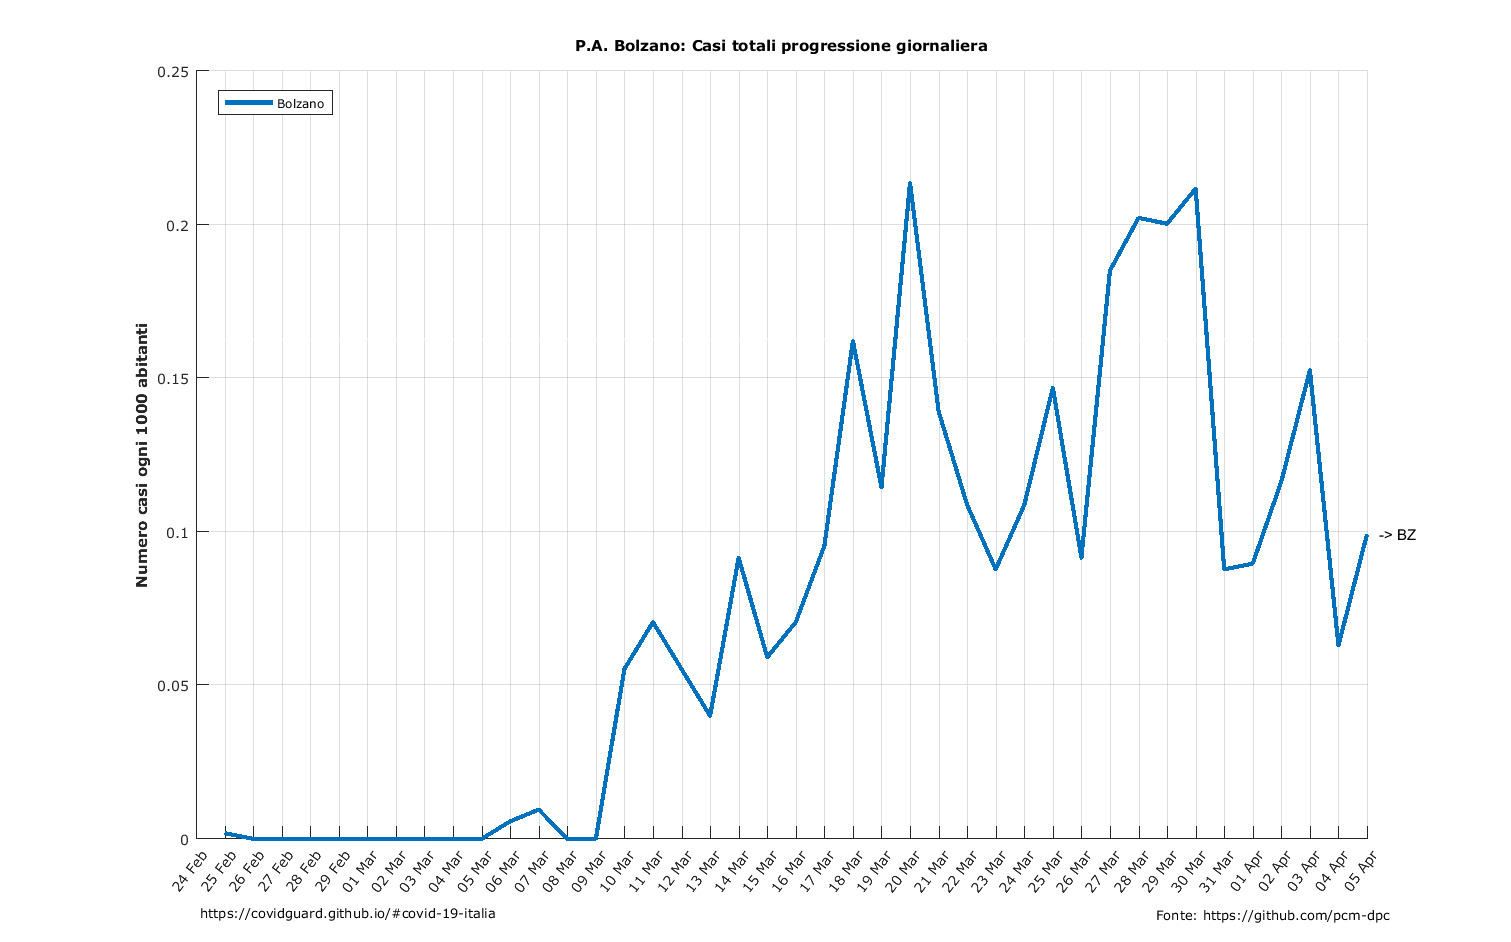 P.A. Bolzano: Casi totali progressione giornaliera
Bolzano
Numero casi ogni 1000 abitanti
0.25
0.2
0.15
0.1
0.05
0
-> BZ
24 Feb
25 Feb
26 Feb
27 Feb
28 Feb
29 Feb
01 Mar
02 Mar
03 Mar
04 Mar
05 Mar
06 Mar
07 Mar
08 Mar
09 Mar
10 Mar
11 Mar
12 Mar
13 Mar
14 Mar
15 Mar
16 Mar
17 Mar
18 Mar
19 Mar
20 Mar
21 Mar
22 Mar
23 Mar
24 Mar
25 Mar
26 Mar
27 Mar
28 Mar
29 Mar
30 Mar
31 Mar
01 Apr
02 Apr
03 Apr
04 Apr
05 Apr
https://covidguard.github.io/#covid-19-italia
Fonte: https://github.com/pcm-dpc